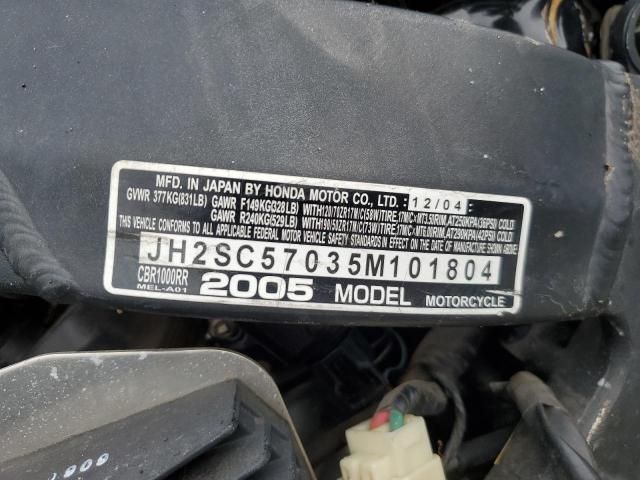 MFD. IN JAPAN BY HONDA MOTOR CO., LTD. 12/04
GVWR 377KG(831LB) GAWR F149KG(328LB) WITH120/70ZR17M/C(58W)TIRE,17M/C×MT3.50RIM,AT250KPA(36PSI) COLD
GAWR R240KG(529LB) WITH190/50ZR17M/C(73W)TIRE,17M/C×MT6.00RIM,AT290KPA(42PSI) COLD
THIS VEHICLE CONFORMS TO ALL APPLICABLE FEDERAL MOTOR VEHICLE SAFETY STANDARDS IN EFFECT ON THE DATE OF MANUFACTURE SHOWN ABOVE
JH2SC57035M101804
CBR1000RR
MEL-A01
2005 MODEL MOTORCYCLE